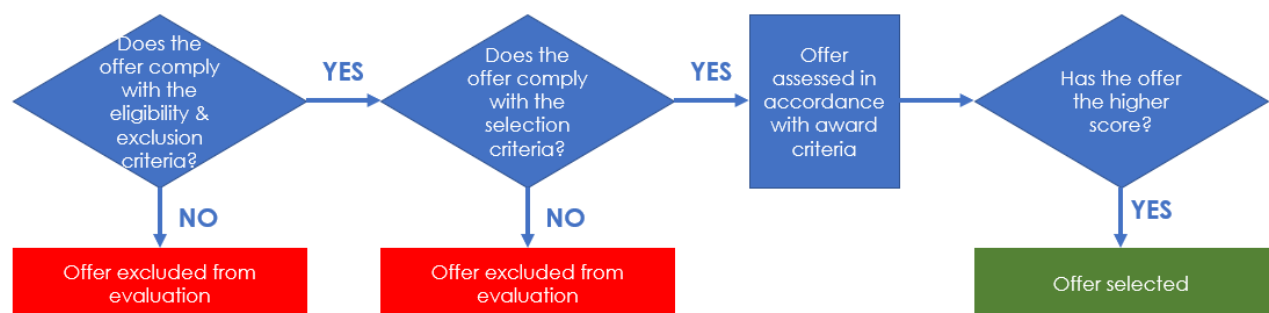 Does the
offer comply
with the
eligibility &
exclusion
criteria?
YES
Does the
offer comply
with the
selection
criteria?
YES
Offer
assessed in
accordance
with award
criteria
Has the offer
the higher
score?
NO
NO
YES
Offer excluded from
evaluation
Offer excluded from
evaluation
Offer selected